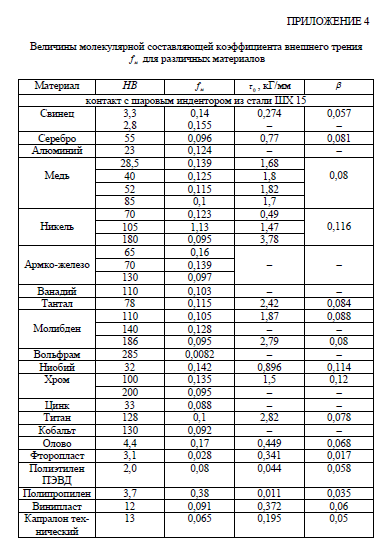 ПРИЛОЖЕНИЕ 4
Величины молекулярной составляющей коэффициента внешнего трения
fм для различных материалов
Материал HB fм τ0, кГ/мм β
контакт с шаровым индентором из стали ШХ 15
Свинец 3,3 0,14 0,274 0,057
2,8 0,155 – –
Серебро 55 0,096 0,77 0,081
Алюминий 23 0,124 – –
Медь 28,5 0,139 1,68 0,08
40 0,125 1,8
52 0,115 1,82
85 0,1 1,7
Никель 70 0,123 0,49 0,116
105 1,13 1,47
180 0,095 3,78
Армко-железо 65 0,16 – –
70 0,139
130 0,097
Ванадий 110 0,103 – –
Тантал 78 0,115 2,42 0,084
Молибден 110 0,105 1,87 0,088
140 0,128 – –
186 0,095 2,79 0,08
Вольфрам 285 0,0082 – –
Ниобий 32 0,142 0,896 0,114
Хром 100 0,135 1,5 0,12
200 0,095 – –
Цинк 33 0,088 – –
Титан 128 0,1 2,82 0,078
Кобальт 130 0,092 – –
Олово 4,4 0,17 0,449 0,068
Фторопласт 3,1 0,028 0,341 0,017
Полиэтилен 2,0 0,08 0,044 0,058
ПЭВД
Полипропилен 3,7 0,38 0,011 0,035
Винипласт 12 0,091 0,372 0,06
Капралон тех- 13 0,065 0,195 0,05
нический